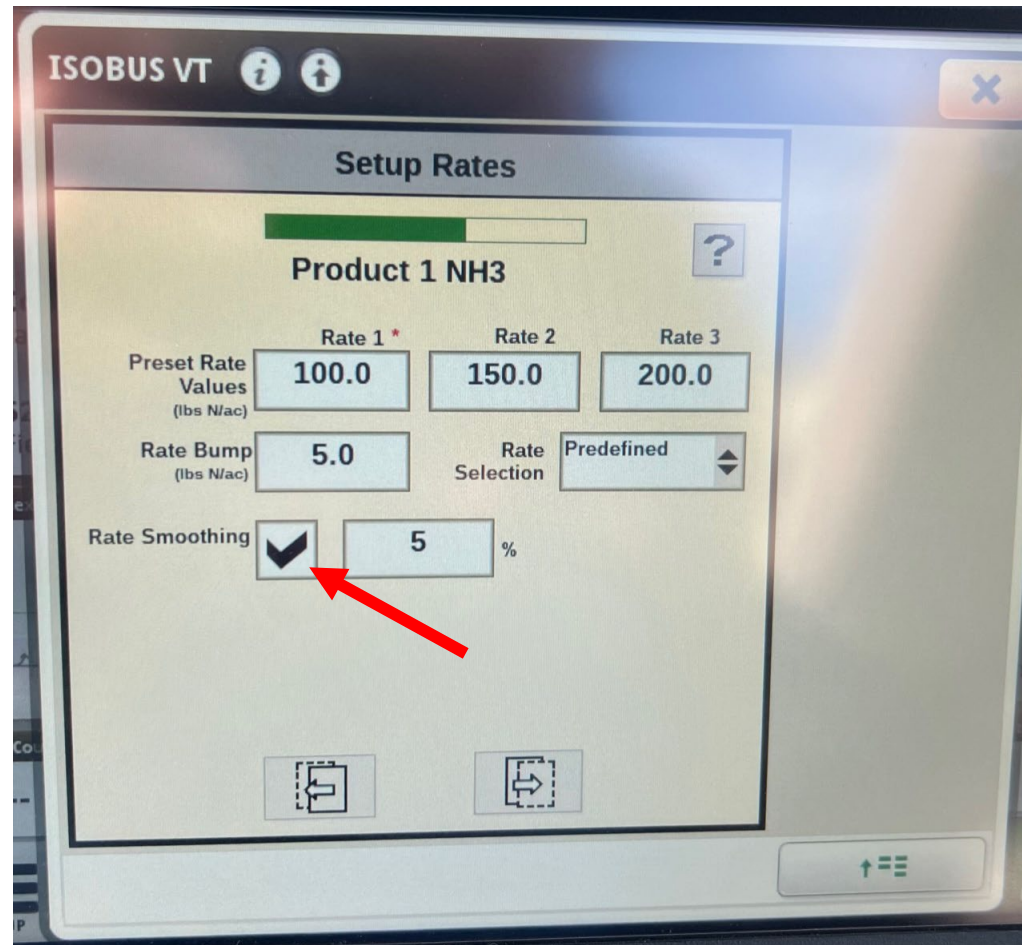 ISOBUS VT
Setup Rates
?
Product 1 NH3
Rate 1 * Rate 2 Rate 3
Preset Rate Values (lbs N/ac) 100.0 150.0 200.0
Rate Bump (lbs N/ac) 5.0 Rate Selection Predefined
Rate Smoothing 5 %